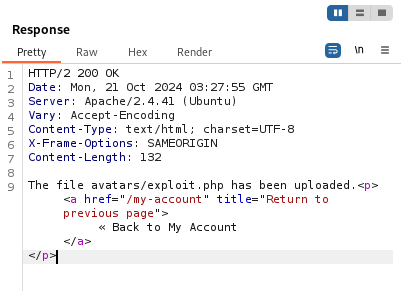 Response
Pretty Raw Hex Render \n
1 HTTP/2 200 OK
2 Date: Mon, 21 Oct 2024 03:27:55 GMT
3 Server: Apache/2.4.41 (Ubuntu)
4 Vary: Accept-Encoding
5 Content-Type: text/html; charset=UTF-8
6 X-Frame-Options: SAMEORIGIN
7 Content-Length: 132
8
9 The file avatars/exploit.php has been uploaded.<p>
<a href="/my-account" title="Return to
previous page">
« Back to My Account
</a>
</p>